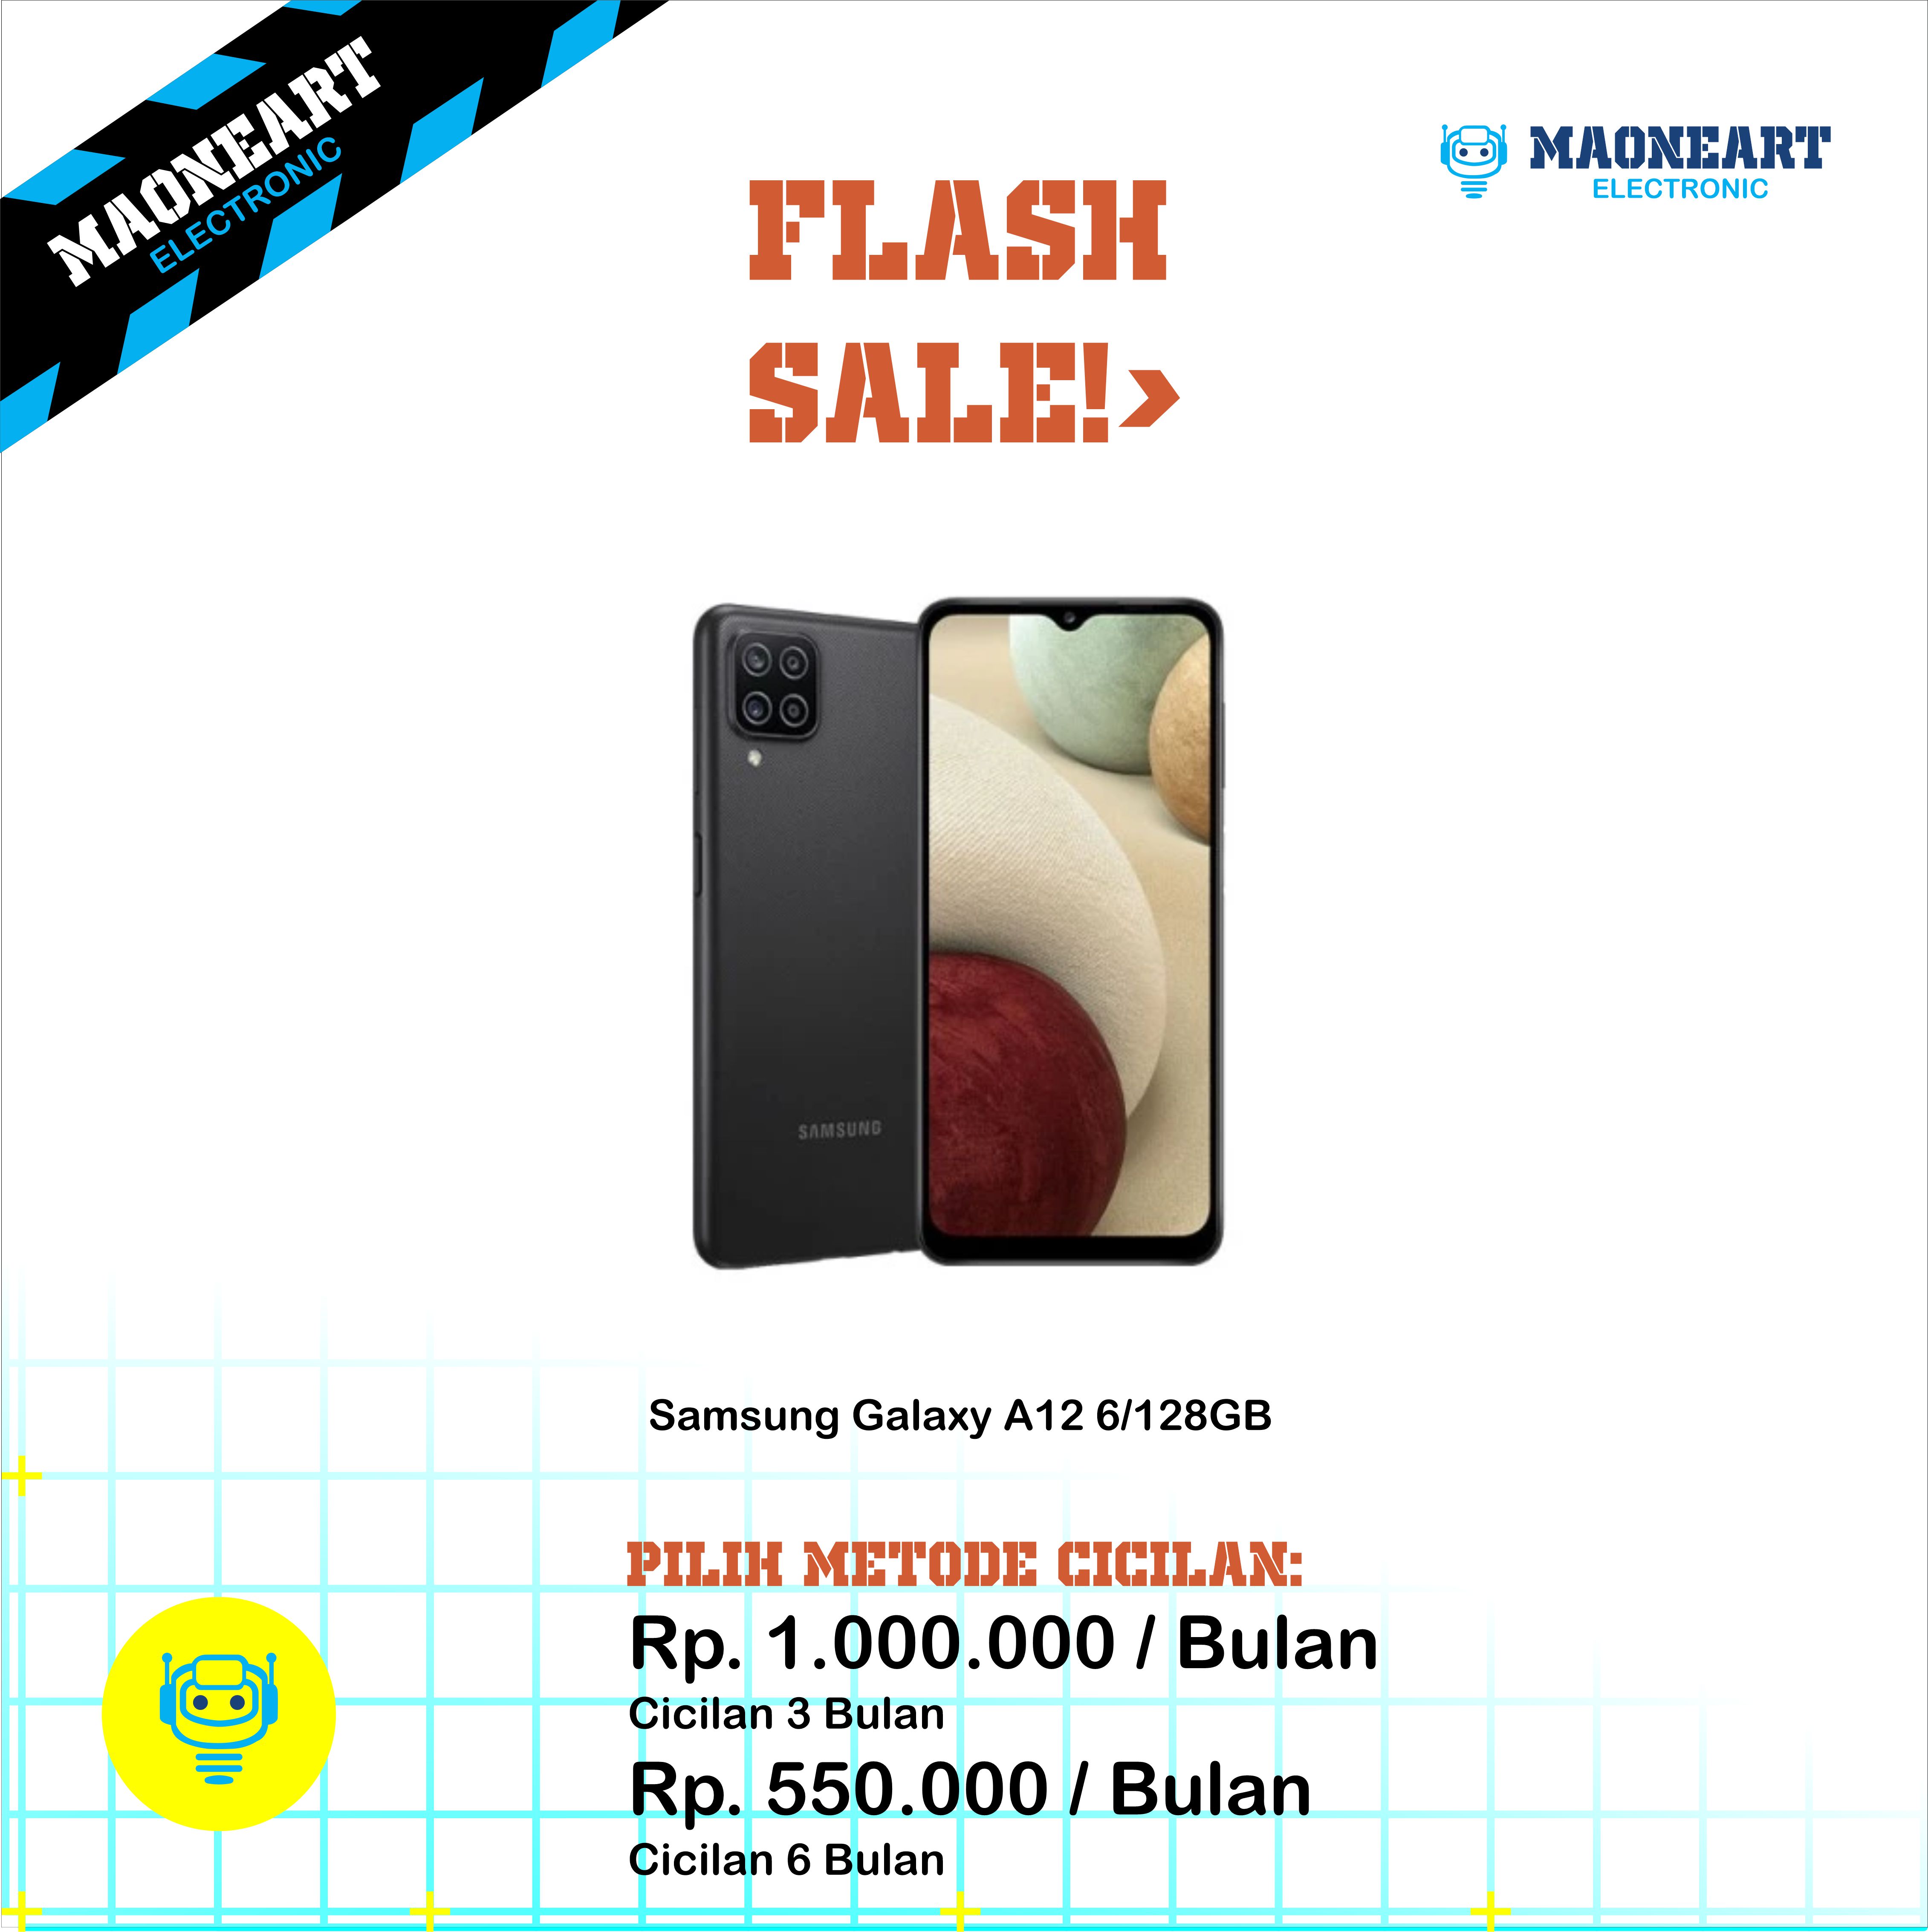 MAONEART
ELECTRONIC
MAONEART
ELECTRONIC
FLASH
SALE!>
SAMSUNG
Samsung Galaxy A12 6/128GB
PILIH METODE CICILAN:
Rp. 1.000.000 / Bulan
Cicilan 3 Bulan
Rp. 550.000 / Bulan
Cicilan 6 Bulan